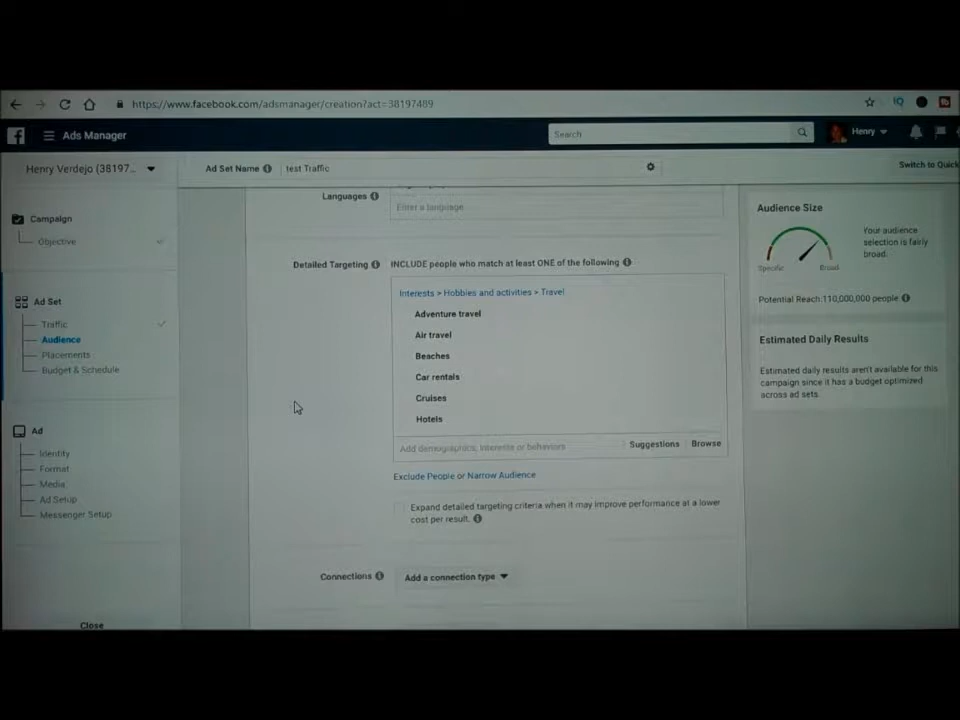 https://www.facebook.com/adsmanager/creation?act=38197489
Ads Manager
Search
Henry
Henry Verdejo (38197...
Ad Set Name
test Traffic
Switch to Quick
Campaign
Objective
Ad Set
Traffic
Audience
Placements
Budget & Schedule
Ad
Identity
Format
Media
Ad Setup
Messenger Setup
Close
Languages
Enter a language
Detailed Targeting
INCLUDE people who match at least ONE of the following
Interests > Hobbies and activities > Travel
Adventure travel
Air travel
Beaches
Car rentals
Cruises
Hotels
Add demographics, interests or behaviors
Suggestions
Browse
Exclude People or Narrow Audience
Expand detailed targeting criteria when it may improve performance at a lower
cost per result.
Connections
Add a connection type
Audience Size
Your audience
selection is fairly
broad.
Specific
Broad
Potential Reach:110,000,000 people
Estimated Daily Results
Estimated daily results aren't available for this
campaign since it has a budget optimized
across ad sets.